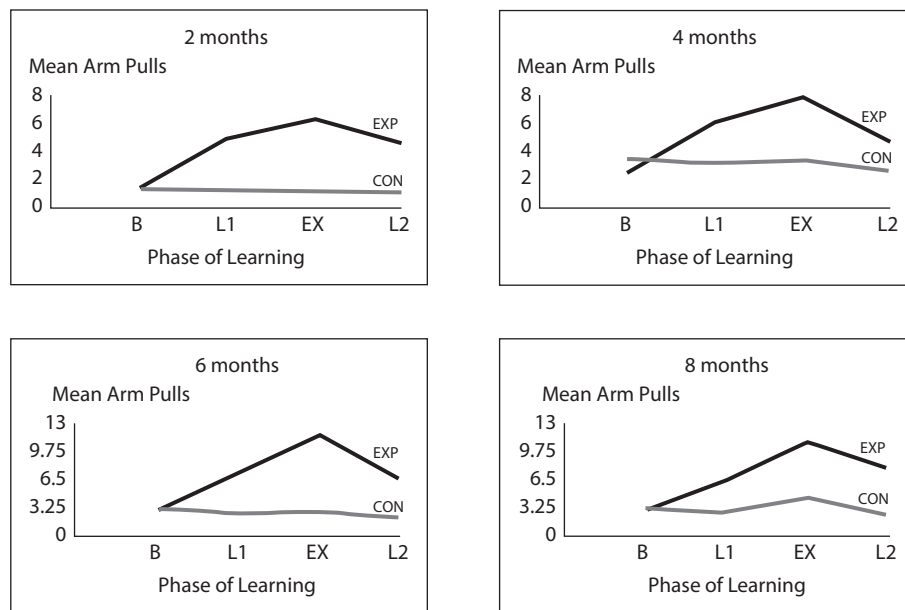 2 months
Mean Arm Pulls
8
6
4
2
0
EXP
CON
B L1 EX L2
Phase of Learning
4 months
Mean Arm Pulls
8
6
4
2
0
EXP
CON
B L1 EX L2
Phase of Learning
6 months
Mean Arm Pulls
13
9.75
6.5
3.25
0
EXP
CON
B L1 EX L2
Phase of Learning
8 months
Mean Arm Pulls
13
9.75
6.5
3.25
0
EXP
CON
B L1 EX L2
Phase of Learning